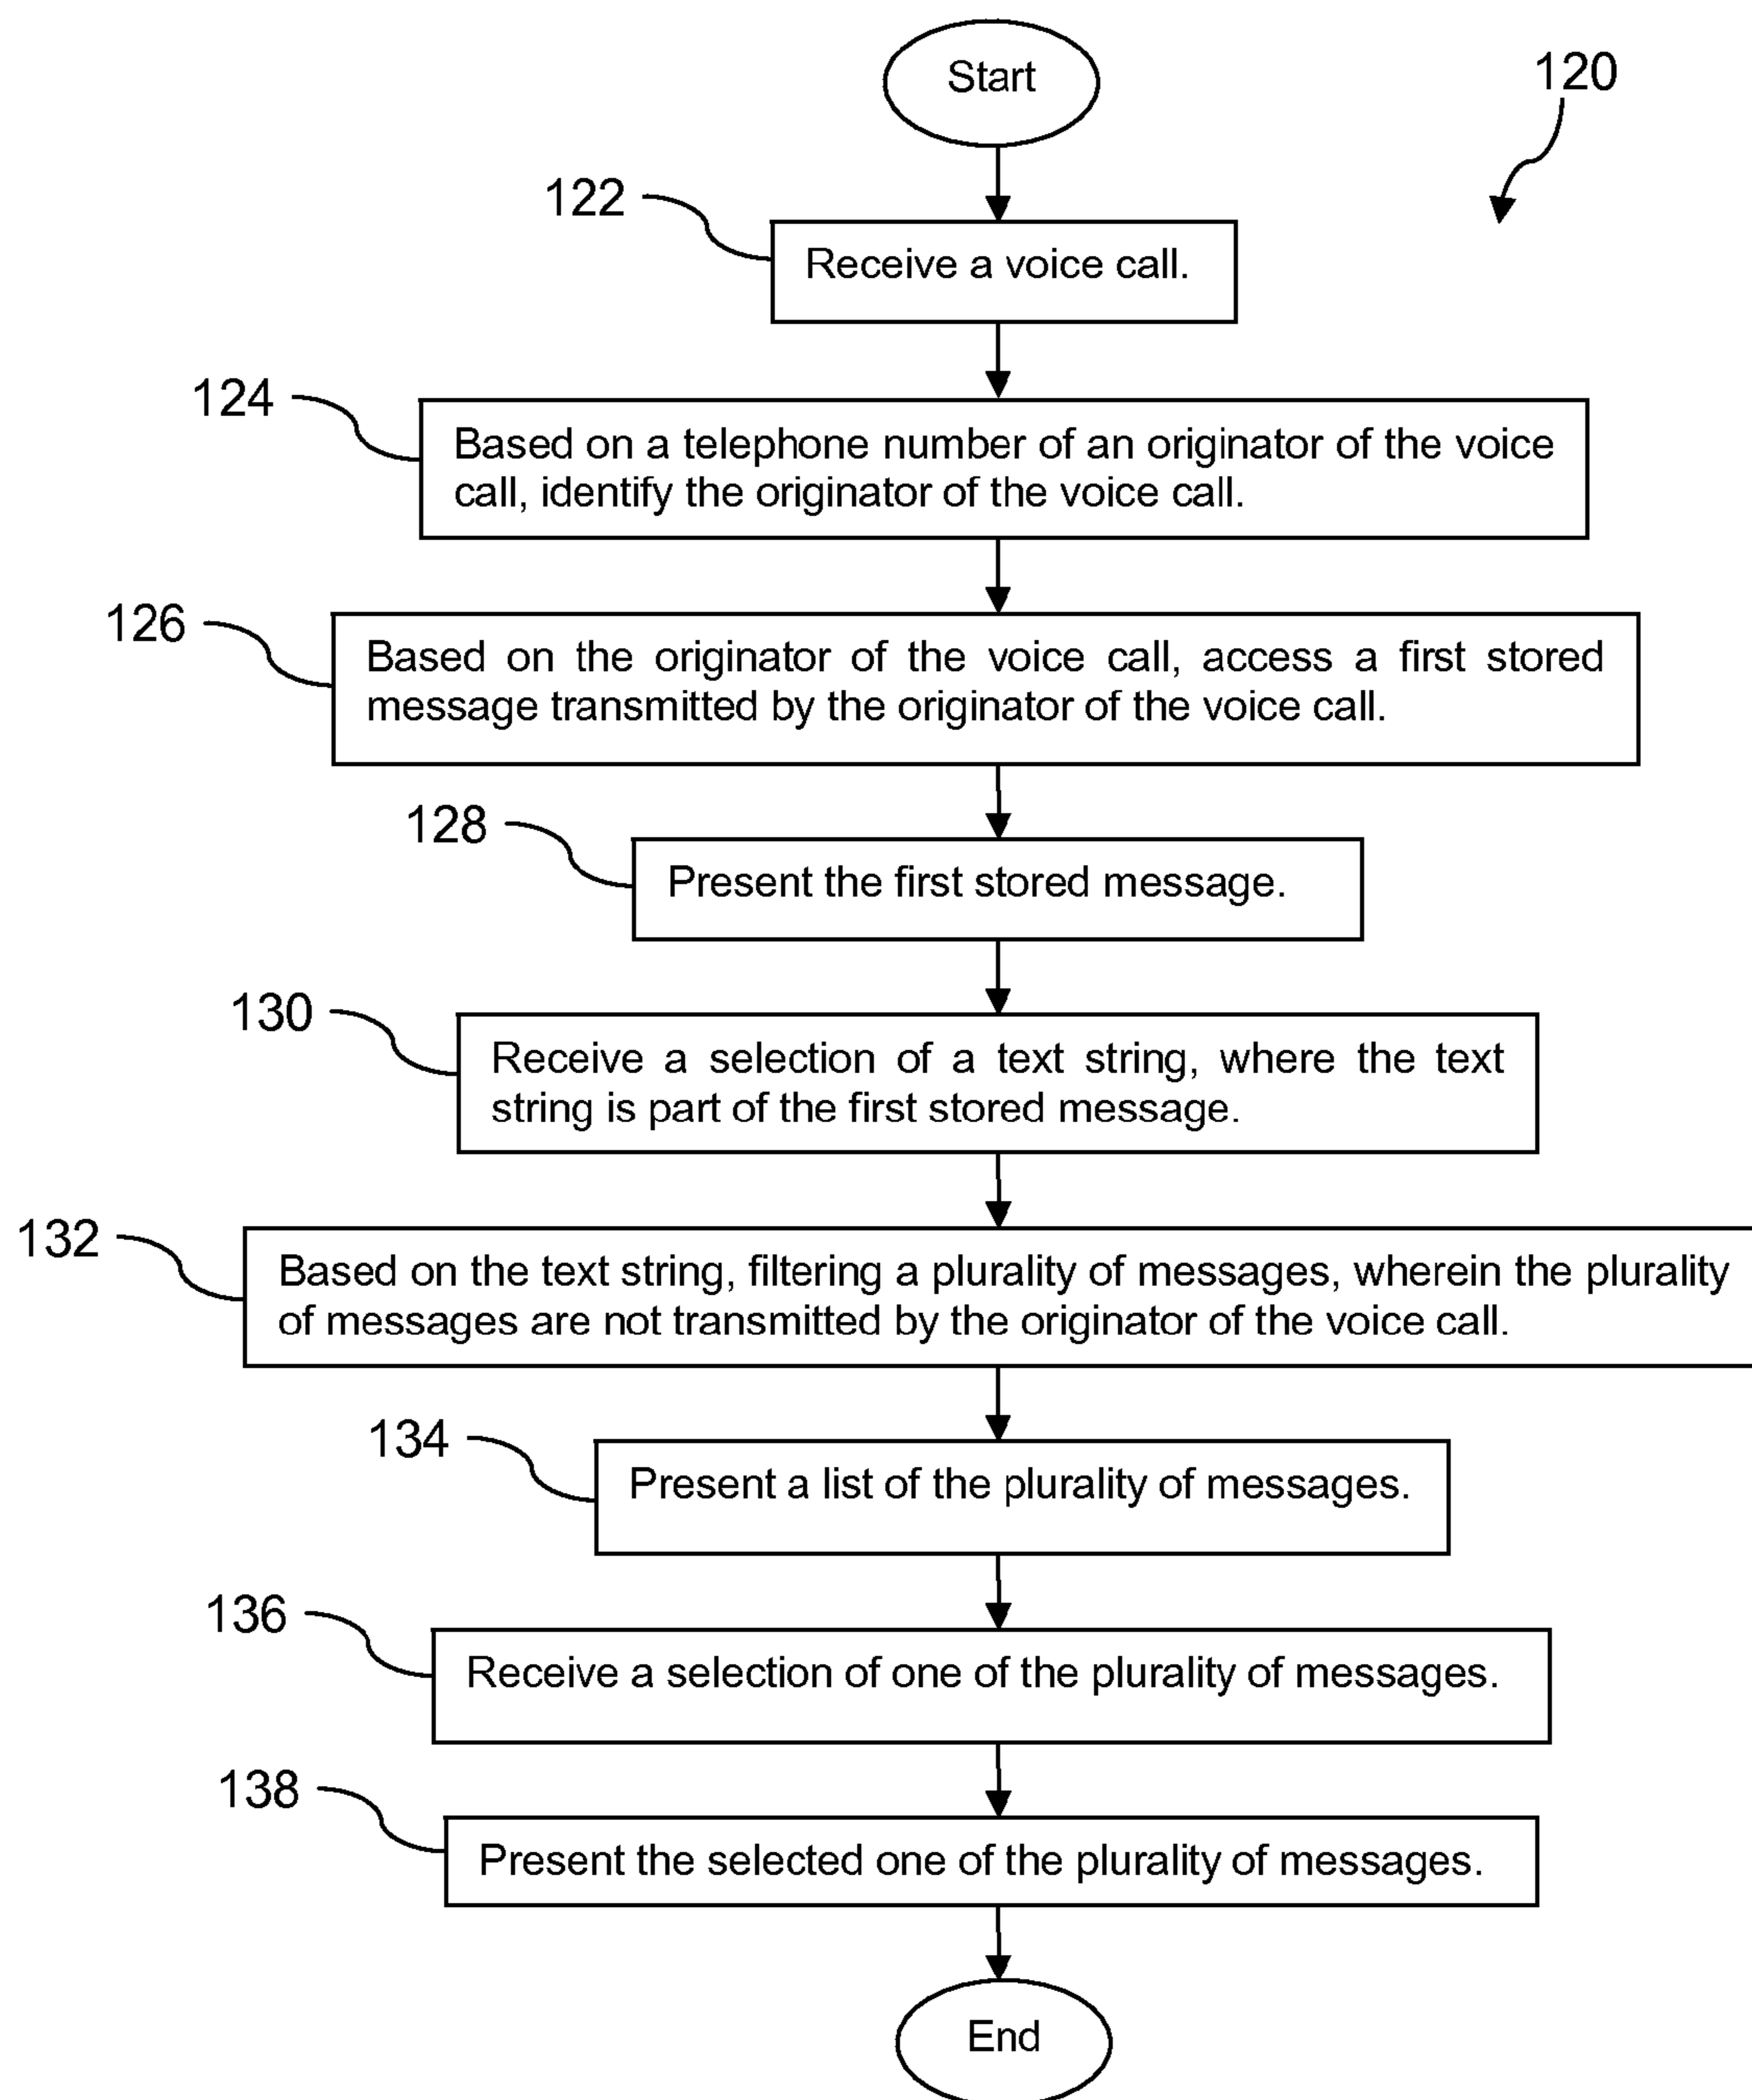 Start
120
122
Receive a voice call.
124
Based on a telephone number of an originator of the voice
call, identify the originator of the voice call.
126
Based on the originator of the voice call, access a first stored
message transmitted by the originator of the voice call.
128
Present the first stored message.
130
Receive a selection of a text string, where the text
string is part of the first stored message.
132
Based on the text string, filtering a plurality of messages, wherein the plurality
of messages are not transmitted by the originator of the voice call.
134
Present a list of the plurality of messages.
136
Receive a selection of one of the plurality of messages.
138
Present the selected one of the plurality of messages.
End